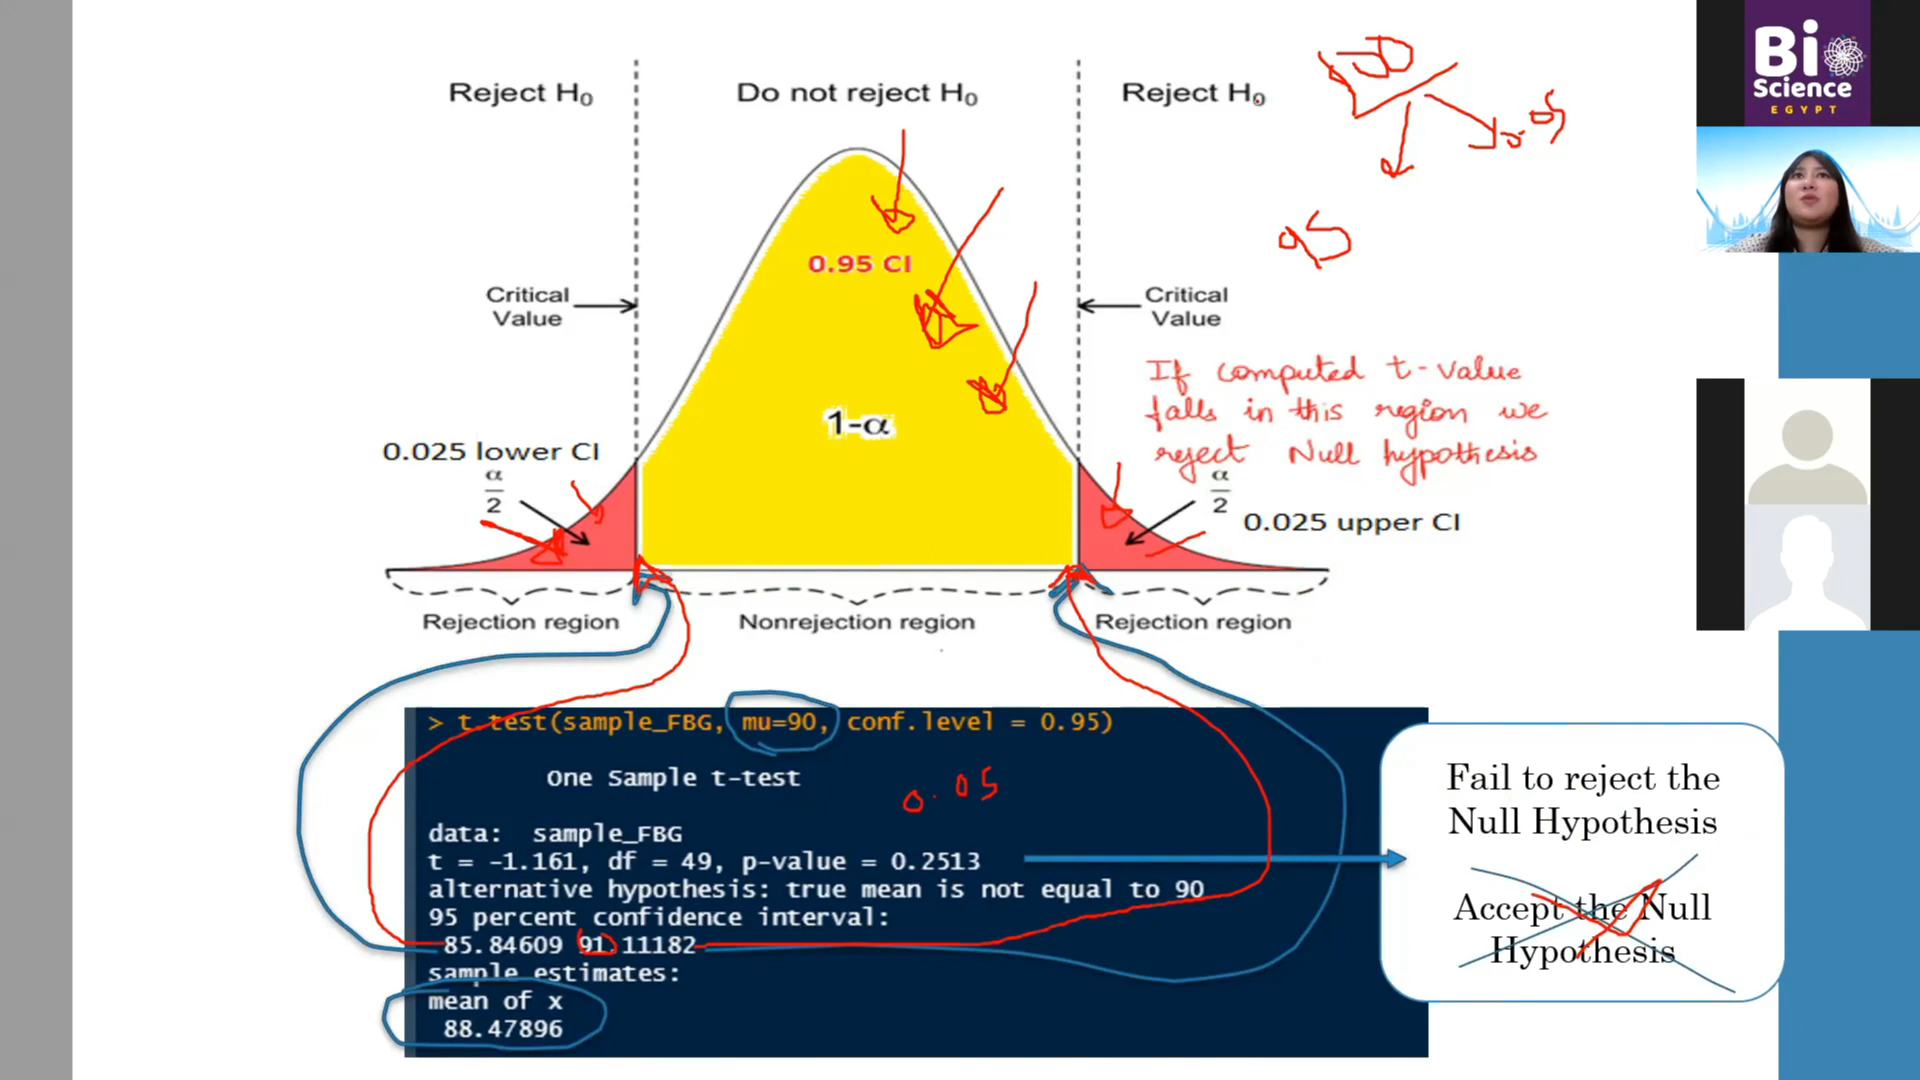 Bi
Science
EGYPT
Reject H0
Do not reject H0
Reject H0
0.05
95
0.95 CI
Critical
Value
Critical
Value
If computed t-value
falls in this region we
reject Null hypothesis
1-α
0.025 lower CI
α
2
α
2
0.025 upper CI
Rejection region
Nonrejection region
Rejection region
> t.test(sample_FBG, mu=90, conf.level = 0.95)
One Sample t-test
0.05
data: sample_FBG
t = -1.161, df = 49, p-value = 0.2513
alternative hypothesis: true mean is not equal to 90
95 percent confidence interval:
85.84609 91.11182
sample estimates:
mean of x
88.47896
Fail to reject the
Null Hypothesis
Accept the Null
Hypothesis